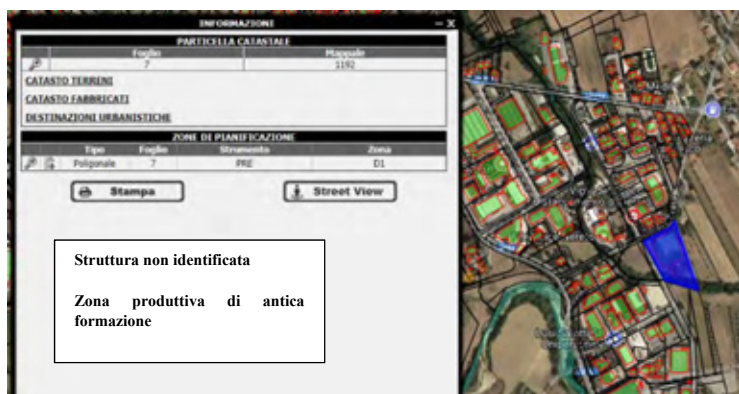 INFORMAZIONI
– X
PARTICELLA CATASTALE
Foglio Mappale
7 1192
CATASTO TERRENI
CATASTO FABBRICATI
DESTINAZIONI URBANISTICHE
ZONE DI PIANIFICAZIONE
Tipo Foglio Strumento Zona
Poligonale 7 PRE D1
Stampa Street View
Struttura non identificata
Zona produttiva di antica
formazione